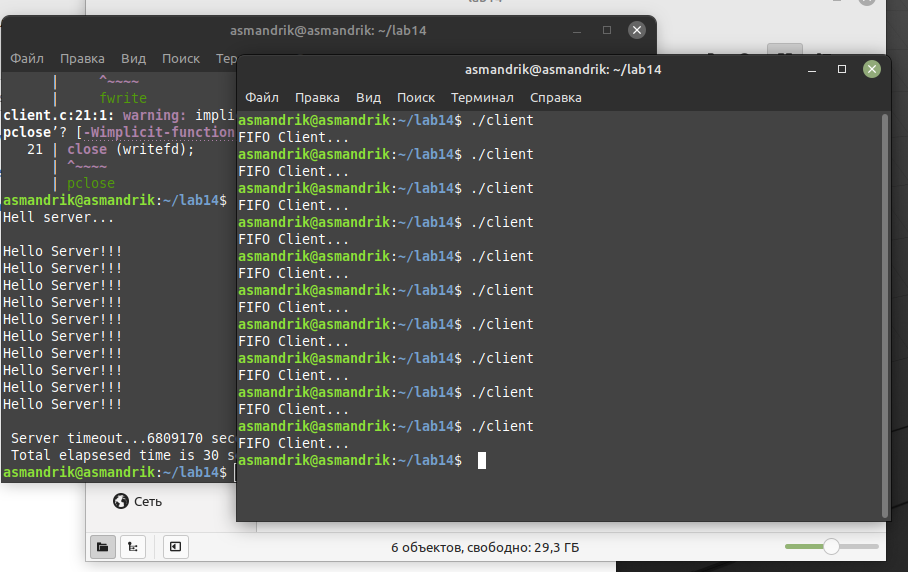 asmandrik@asmandrik: ~/lab14
Файл Правка Вид Поиск
^~~~~
| fwrite
client.c:21:1: warning:
pclose’? [-Wimplicit-function
21 | close (writefd);
| ^~~~~
| pclose
asmandrik@asmandrik:~/lab14$
Hell server...
Hello Server!!!
Hello Server!!!
Hello Server!!!
Hello Server!!!
Hello Server!!!
Hello Server!!!
Hello Server!!!
Hello Server!!!
Hello Server!!!
Hello Server!!!
Server timeout...6809170 sec
Total elapsesed time is 30
asmandrik@asmandrik:~/lab14$
asmandrik@asmandrik: ~/lab14
Файл Правка Вид Поиск Терминал Справка
asmandrik@asmandrik:~/lab14$ ./client
FIFO Client...
asmandrik@asmandrik:~/lab14$ ./client
FIFO Client...
asmandrik@asmandrik:~/lab14$ ./client
FIFO Client...
asmandrik@asmandrik:~/lab14$ ./client
FIFO Client...
asmandrik@asmandrik:~/lab14$ ./client
FIFO Client...
asmandrik@asmandrik:~/lab14$ ./client
FIFO Client...
asmandrik@asmandrik:~/lab14$ ./client
FIFO Client...
asmandrik@asmandrik:~/lab14$ ./client
FIFO Client...
asmandrik@asmandrik:~/lab14$ ./client
FIFO Client...
asmandrik@asmandrik:~/lab14$ ./client
FIFO Client...
asmandrik@asmandrik:~/lab14$
Сеть
6 объектов, свободно: 29,3 ГБ